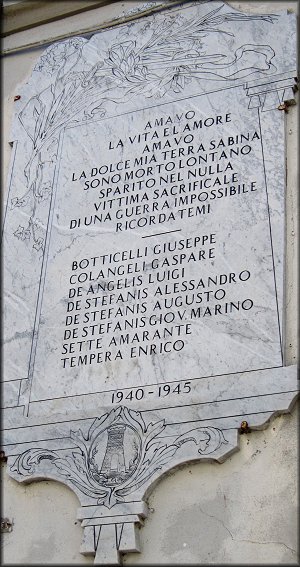 AMAVO
LA VITA E L'AMORE
AMAVO
LA DOLCE MIA TERRA SABINA
SONO MORTO LONTANO
SPARITO NEL NULLA
VITTIMA SACRIFICALE
DI UNA GUERRA IMPOSSIBILE
RICORDATEMI
BOTTICELLI GIUSEPPE
COLANGELI GASPARE
DE ANGELIS LUIGI
DE STEFANIS ALESSANDRO
DE STEFANIS AUGUSTO
DE STEFANIS GIOV. MARINO
SETTE AMARANTE
TEMPERA ENRICO
1940-1945